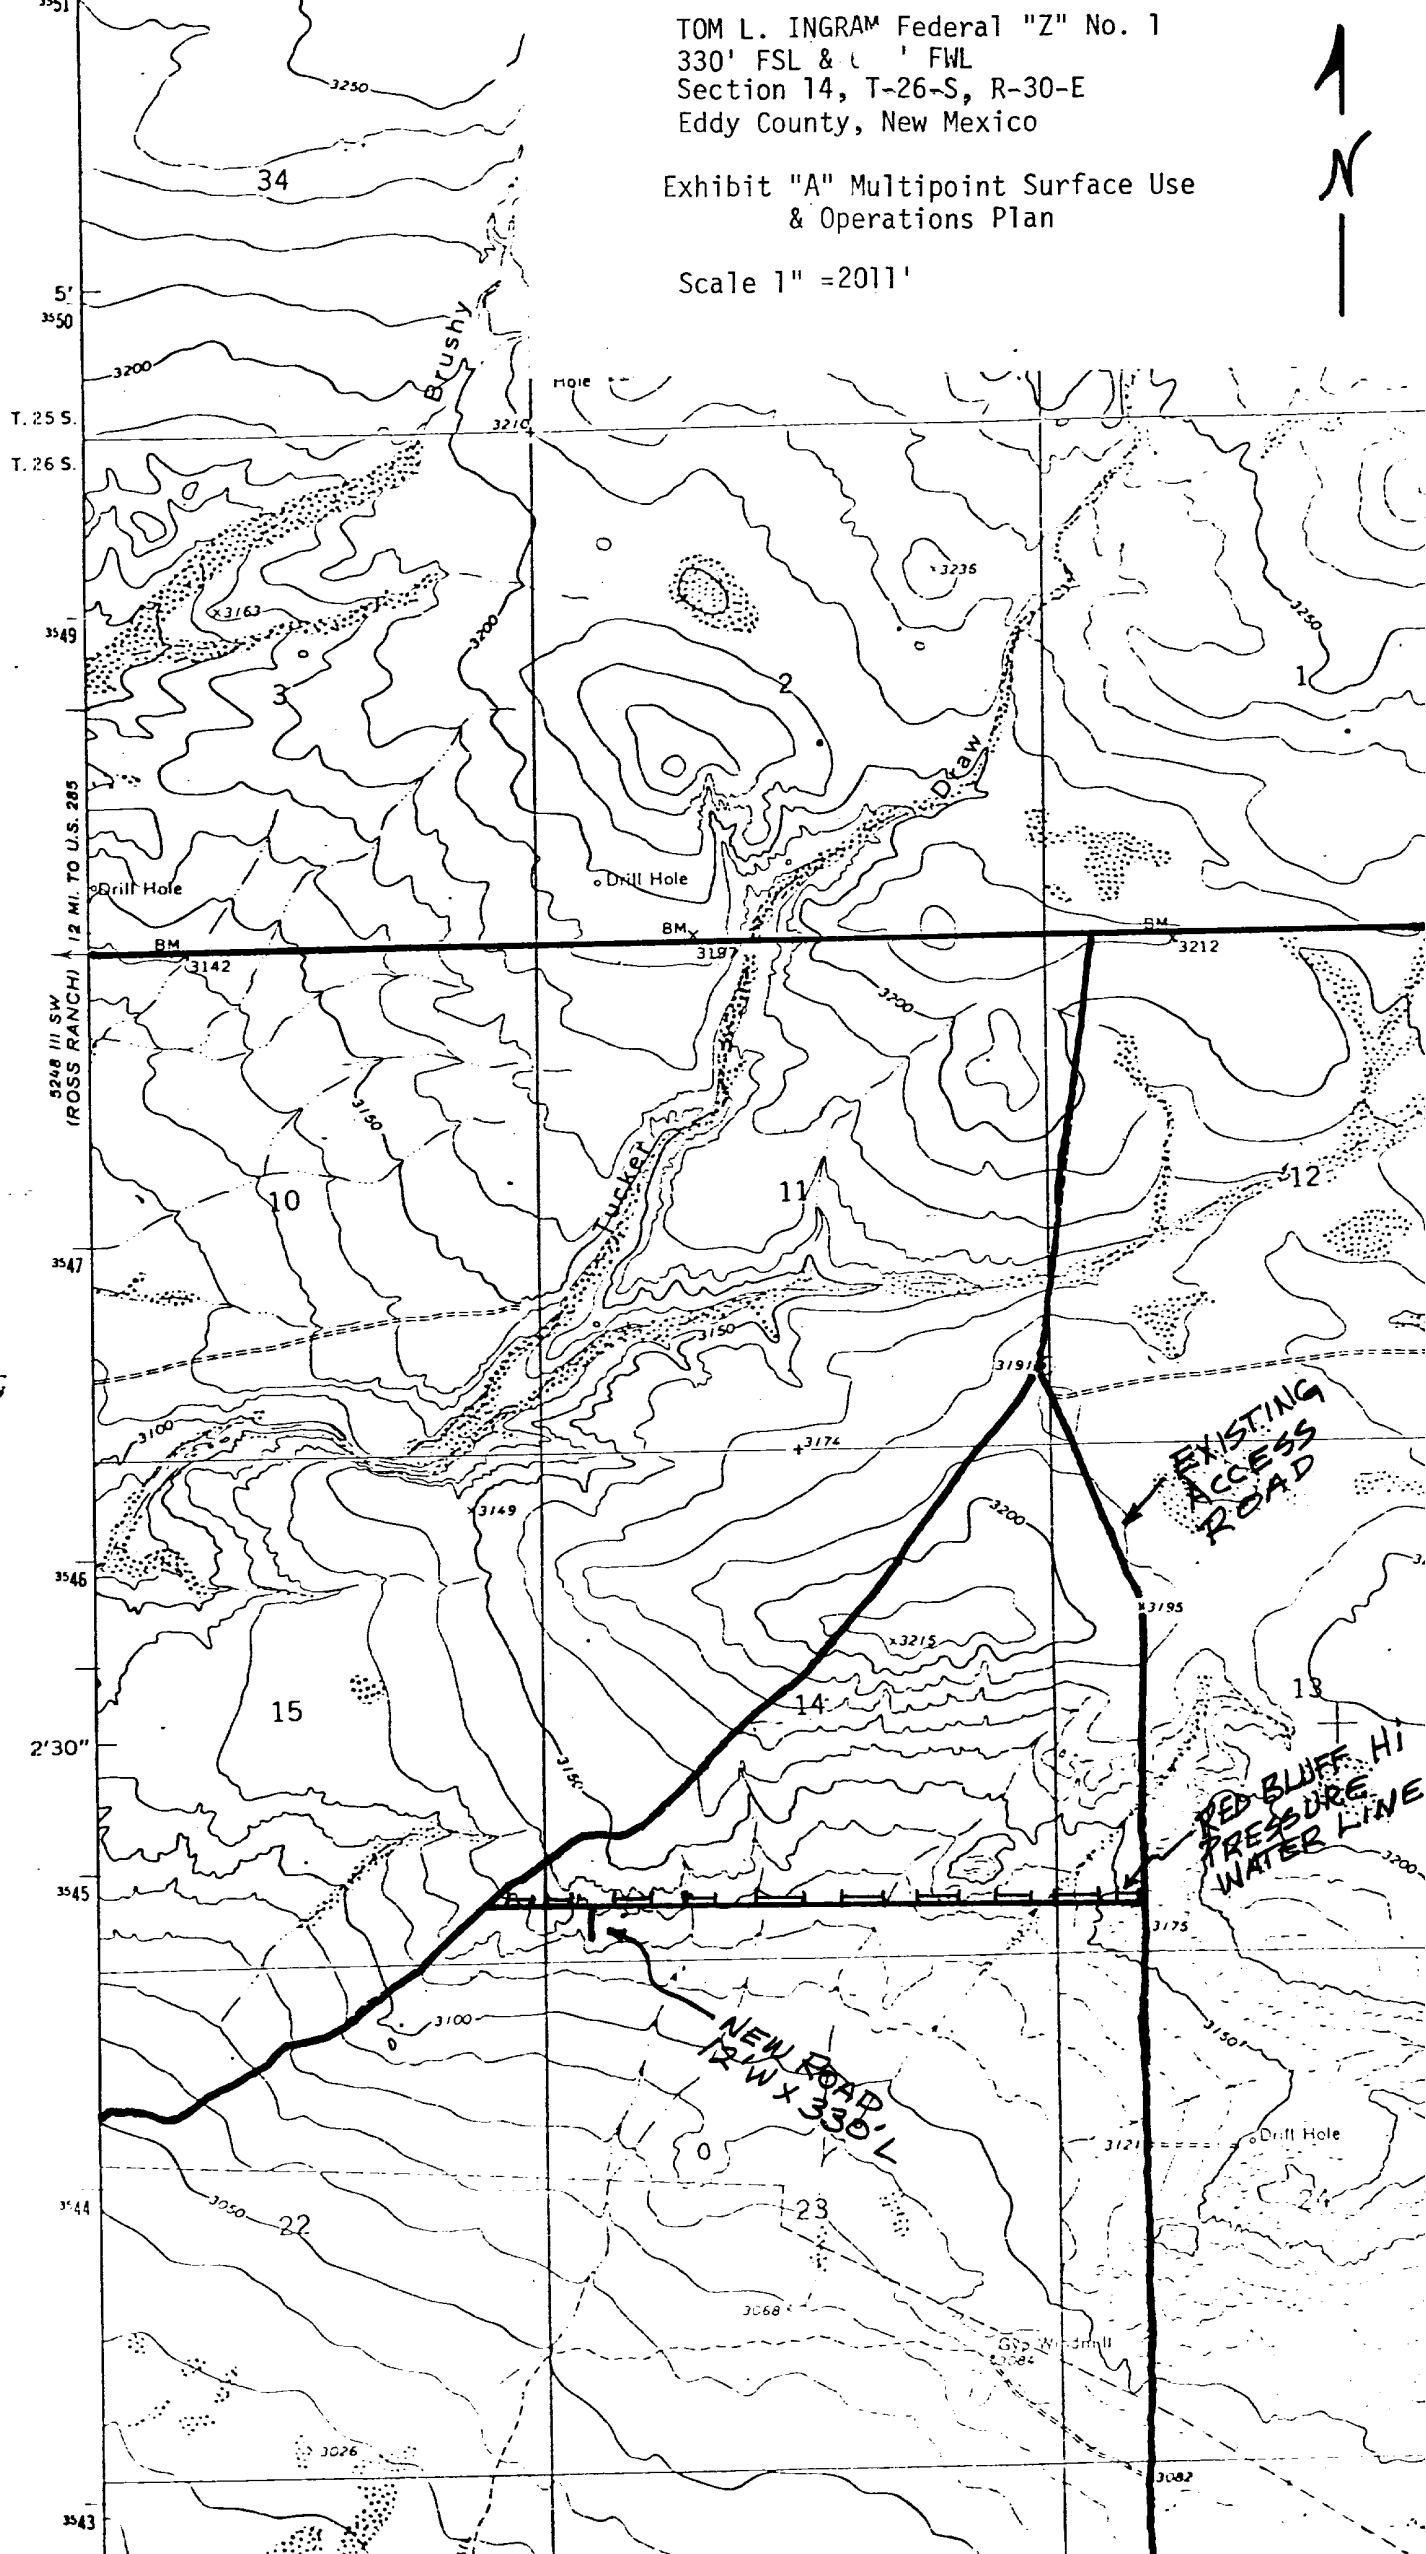 3551
TOM L. INGRAM Federal "Z" No. 1
330' FSL & ' FWL
Section 14, T-26-S, R-30-E
Eddy County, New Mexico
Exhibit "A" Multipoint Surface Use
& Operations Plan
Scale 1" =2011'
N
3250
34
5'
3550
Brushy
3200
Hole
T. 25 S.
3210
T. 26 S.
3235
3163
3250
3549
3200
3
2
1
Draw
Drill Hole
Drill Hole
12 MI. TO U.S. 285
BM
3142
BM
3197
BM
3212
5248 III SW
(ROSS RANCH)
3200
3150
Tucker
10
11
12
3547
3150
3191
3100
3174
EXISTING
ACCESS
ROAD
3149
3200
3546
3195
3215
15
14
13
2'30"
3150
RED BLUFF HI
PRESSURE
WATER LINE
3200
3545
3175
3100
NEW ROAD
12'W X 330'L
3150
3121
Drill Hole
3544
3050
22
23
24
3068
Gyp Windmill
3084
3026
3082
3543